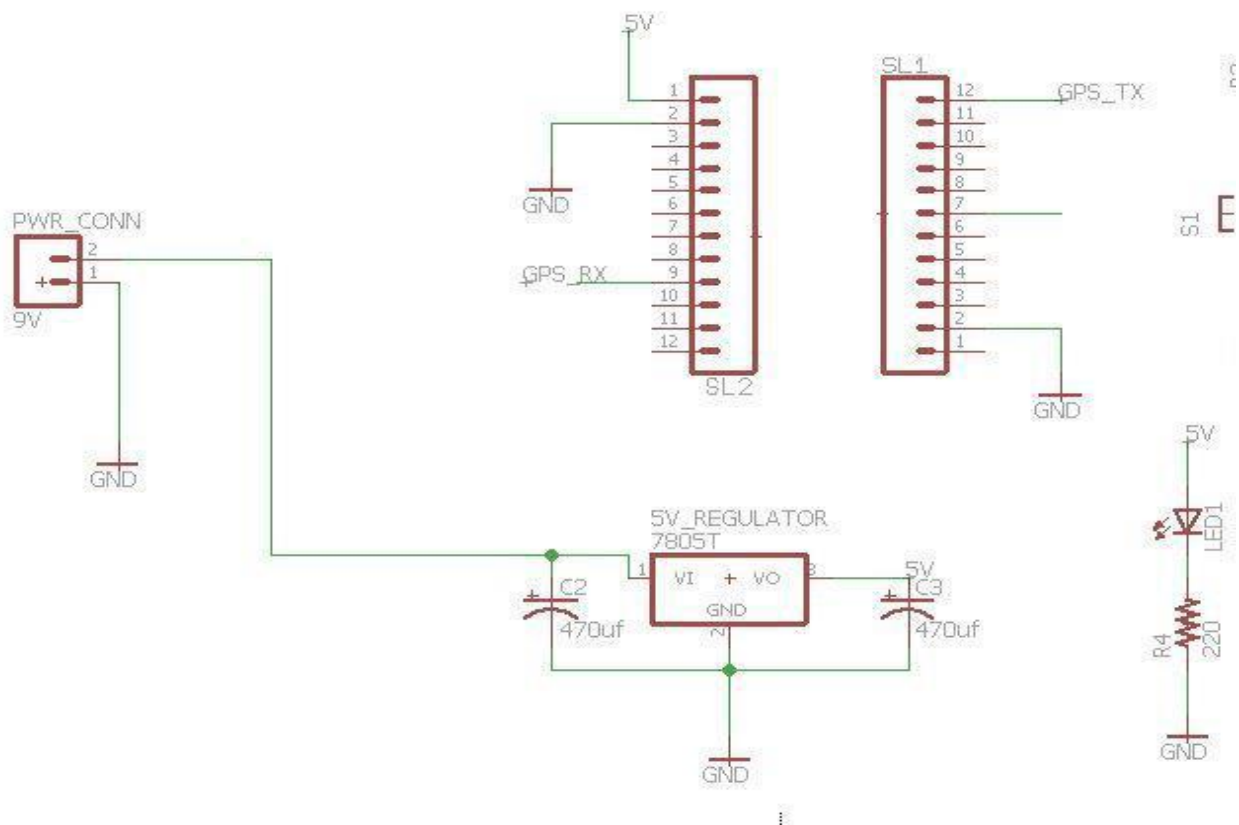 5V
SL1
1
2
3
4
5
6
7
8
9
10
11
12
GND
GPS_RX
SL2
12
11
10
9
8
7
6
5
4
3
2
1
GPS_TX
GND
S1
PWR_CONN
2
1
9V
GND
5V_REGULATOR
7805T
1
VI
VO
GND
2
C2
470uf
5V
C3
470uf
GND
5V
LED1
R4
220
GND